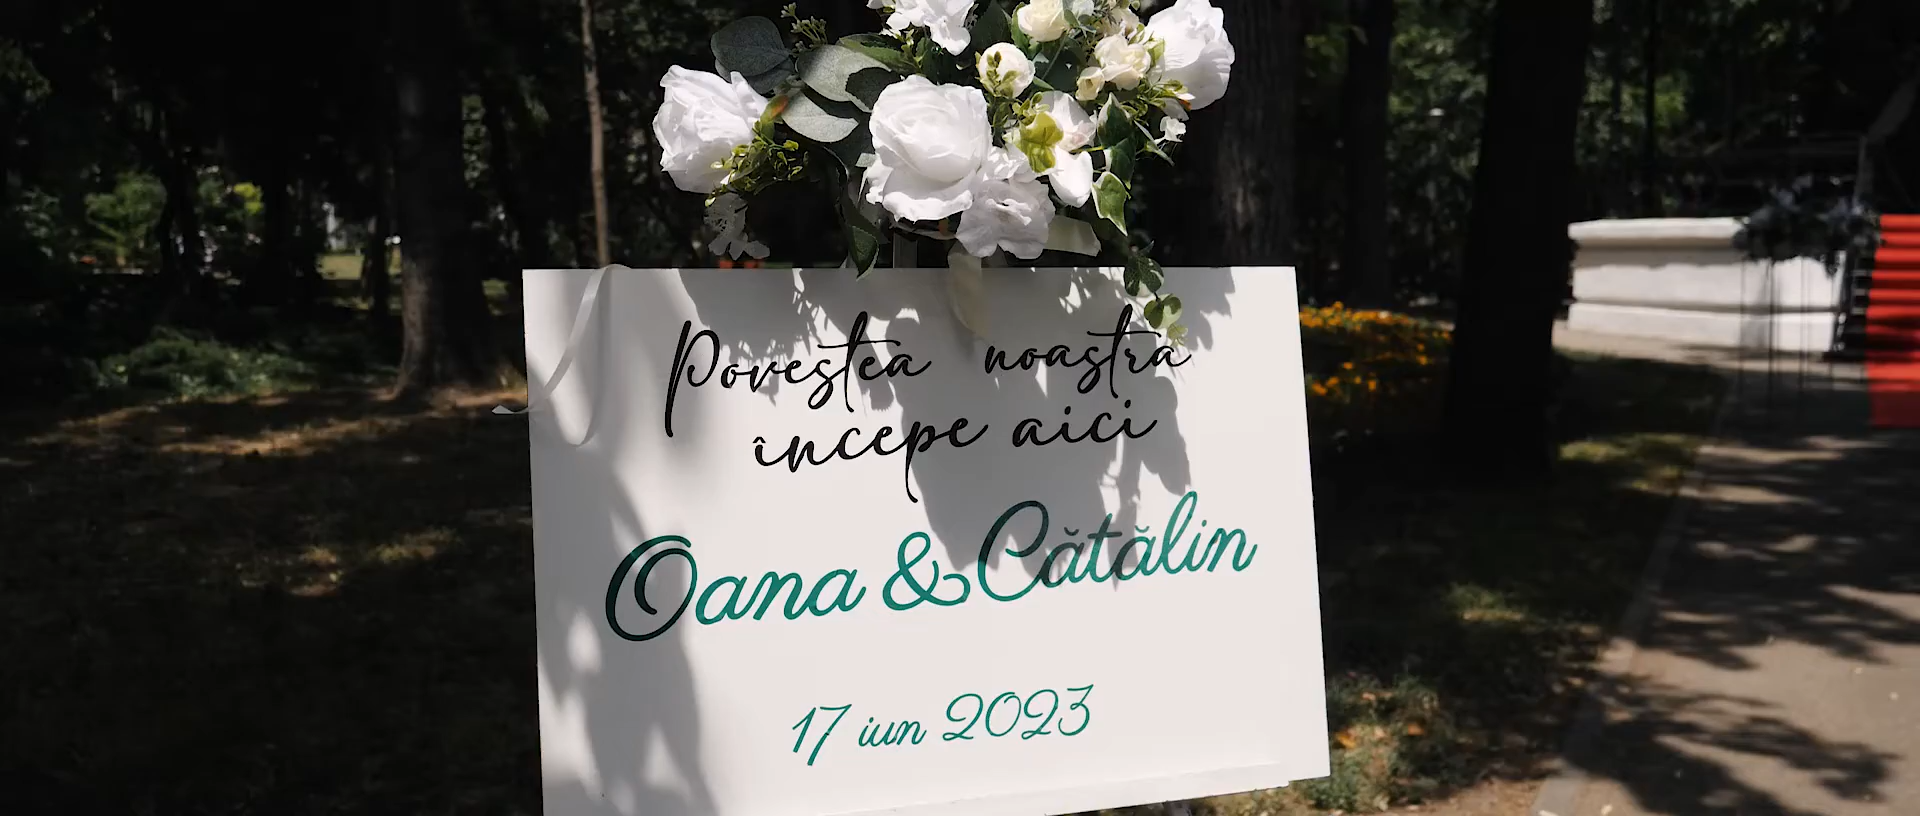 Povestea noastra
începe aici
Oana & Cătălin
17 iun 2023